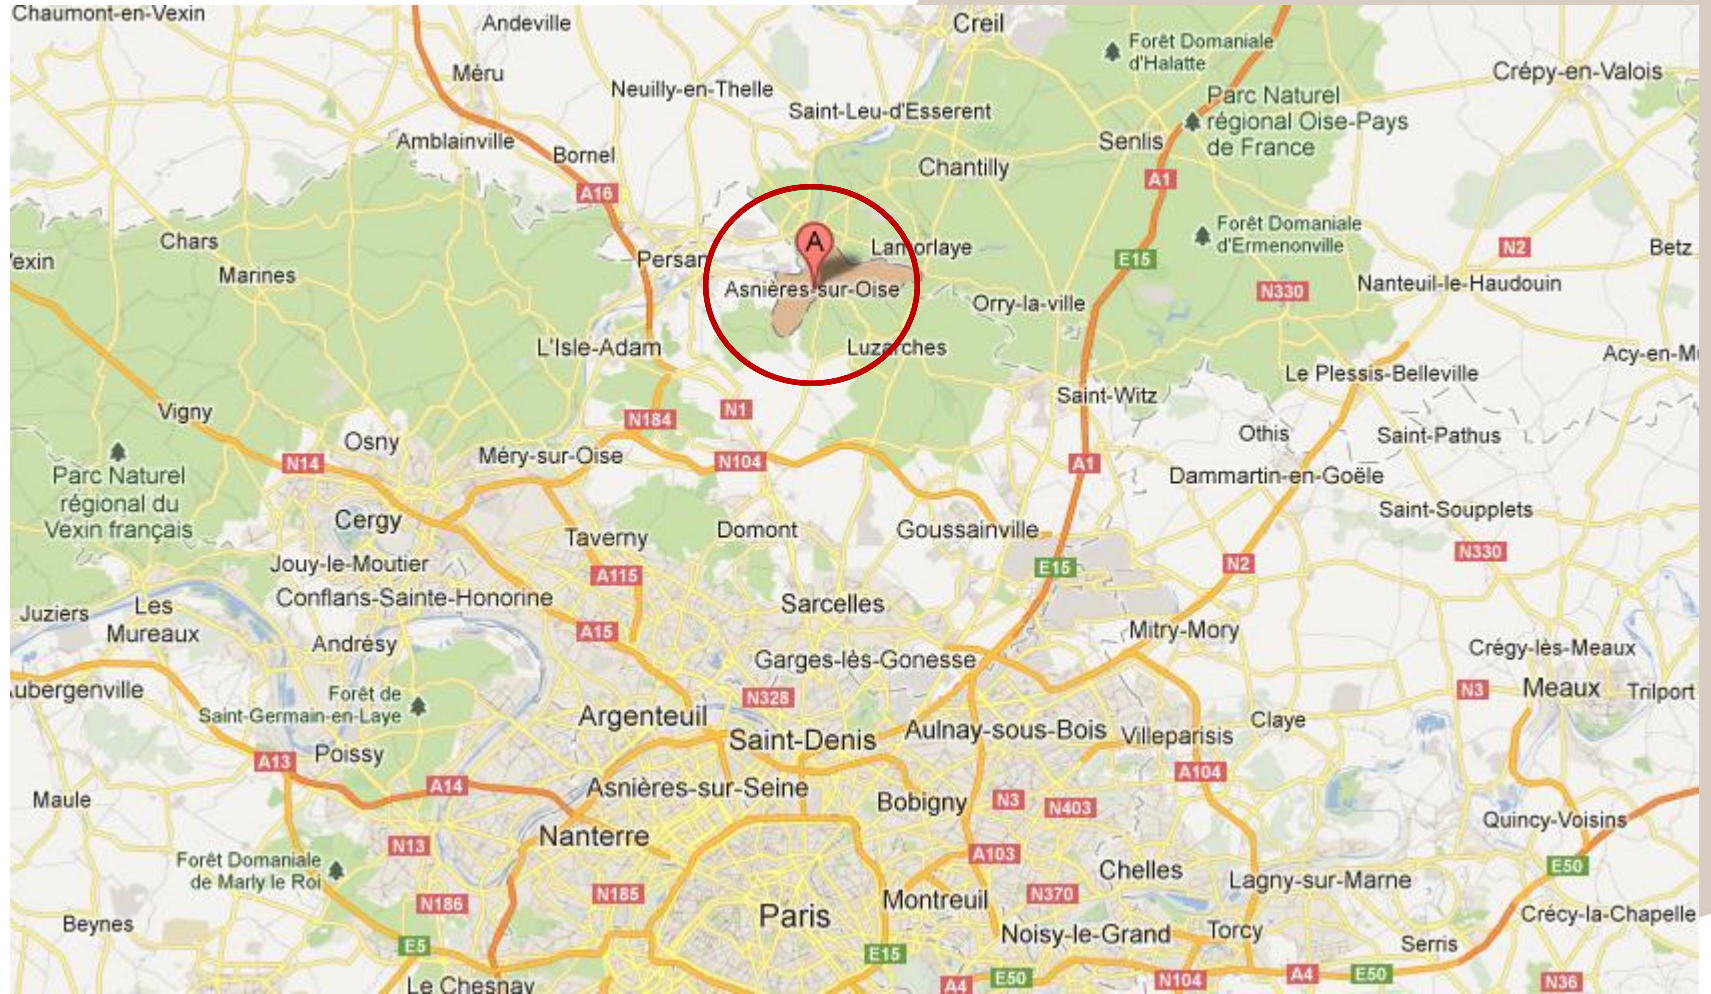 Chaumont-en-Vexin
Andeville
Creil
Forêt Domaniale
d'Halatte
Méru
Neuilly-en-Thelle
Crépy-en-Valois
Saint-Leu-d'Esserent
Parc Naturel
régional Oise-Pays
de France
Amblainville
Bornel
Senlis
Chantilly
A16
A1
Chars
Persan
A
Lamorlaye
Forêt Domaniale
d'Ermenonville
N2
Betz
exin
Marines
E15
Asnières-sur-Oise
Orry-la-ville
N330
Nanteuil-le-Haudouin
L'Isle-Adam
Luzarches
Acy-en-M
Le Plessis-Belleville
Saint-Witz
Vigny
N184
N1
Osny
Méry-sur-Oise
N14
N104
A1
Othis
Saint-Pathus
Parc Naturel
régional du
Vexin français
Dammartin-en-Goële
Saint-Soupplets
Cergy
Taverny
Domont
Goussainville
N330
Jouy-le-Moutier
A115
E15
N2
Conflans-Sainte-Honorine
Juziers
Les
Mureaux
Sarcelles
Andrésy
A15
Mitry-Mory
Crégy-lès-Meaux
Garges-lès-Gonesse
ubergenville
Forêt de
Saint-Germain-en-Laye
N328
N3
Meaux
Trilport
Argenteuil
Saint-Denis
Aulnay-sous-Bois
Villeparisis
Claye
Poissy
A13
A14
A104
Maule
Asnières-sur-Seine
Bobigny
N3
N403
Quincy-Voisins
Nanterre
N13
A103
Forêt Domaniale
de Marly le Roi
Chelles
E50
N186
N185
Montreuil
N370
Lagny-sur-Marne
Beynes
Paris
Crécy-la-Chapelle
E5
E15
Noisy-le-Grand
Torcy
Serris
Le Chesnay
A4
E50
N104
A4
E50
N36